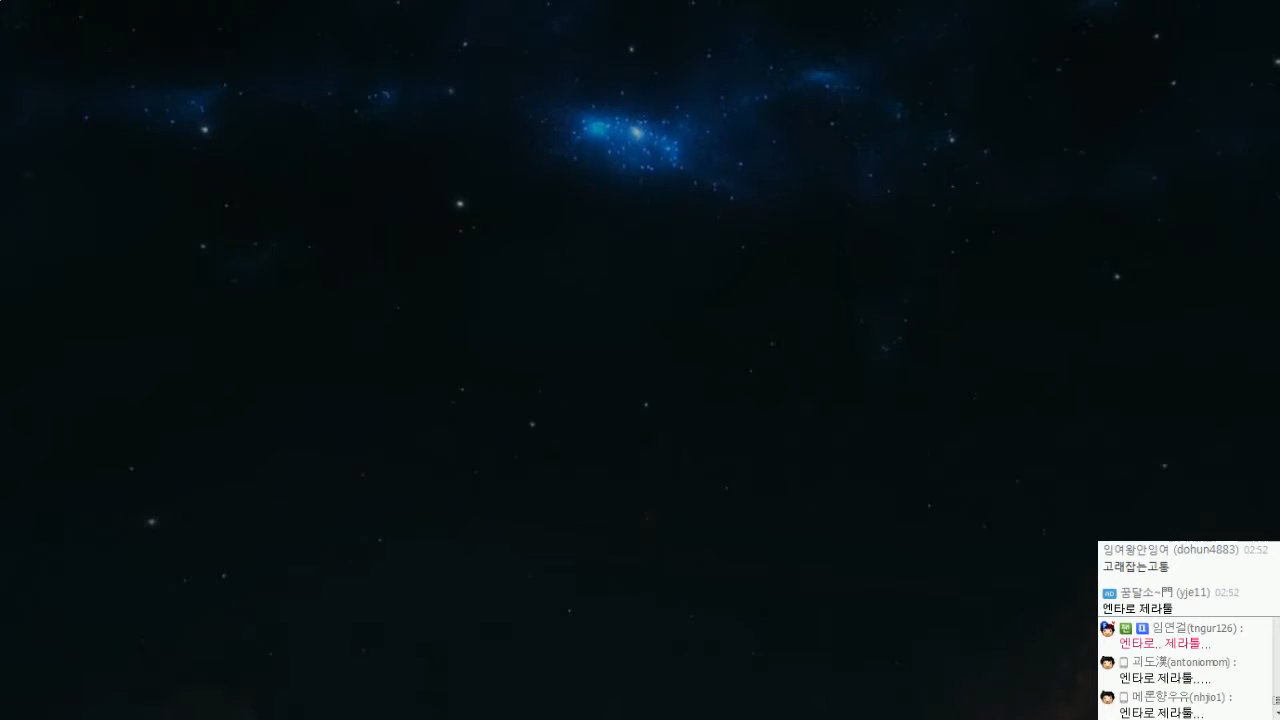 잉여왕안잉여 (dohun4883) 02:52
고래잡는고통
HD 꿈달소~門 (yje11) 02:52
엔타로 제라툴
팬 임연걸(tngur126) :
엔타로.. 제라툴...
괴도漢(antoniomom) :
엔타로 제라툴.....
메론향우유(nhjio1) :
엔타로 제라툴...